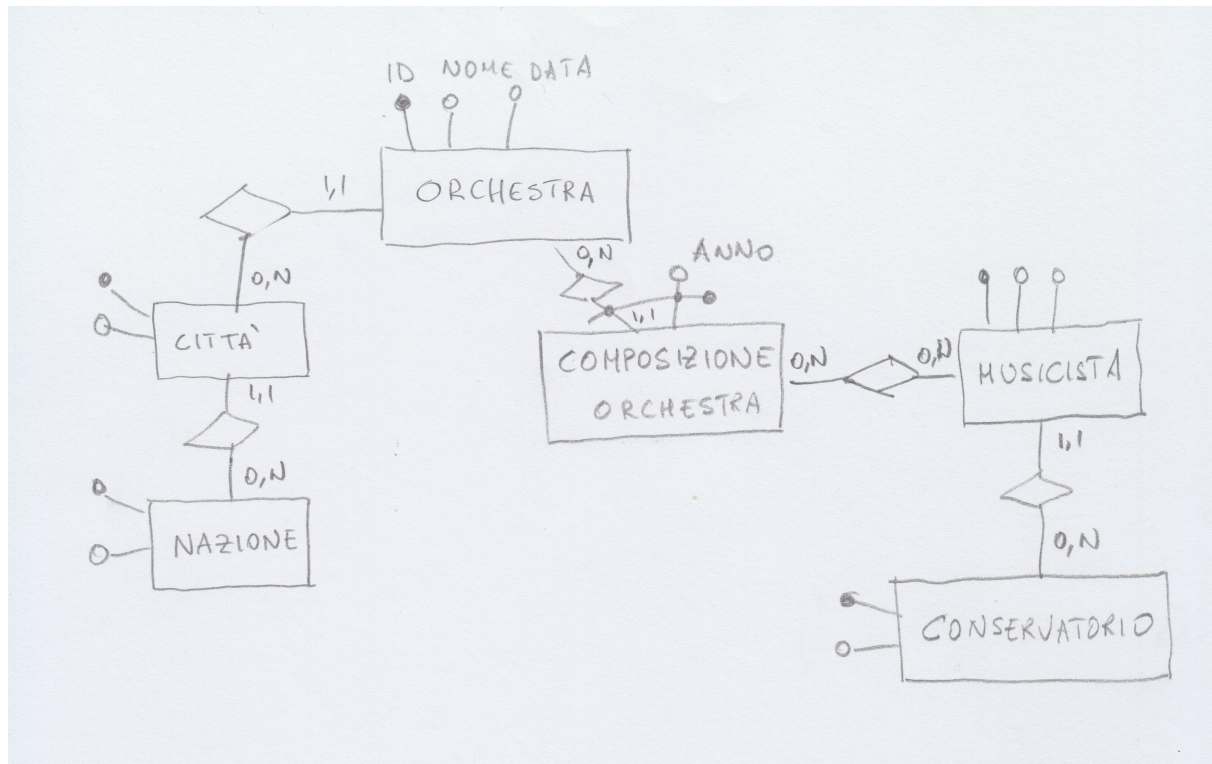 ID NOME DATA
ORCHESTRA
1,1
0,N
ANNO
0,N
1,1
CITTÀ
COMPOSIZIONE
ORCHESTRA
0,N
0,N
MUSICISTA
1,1
1,1
0,N
0,N
NAZIONE
CONSERVATORIO